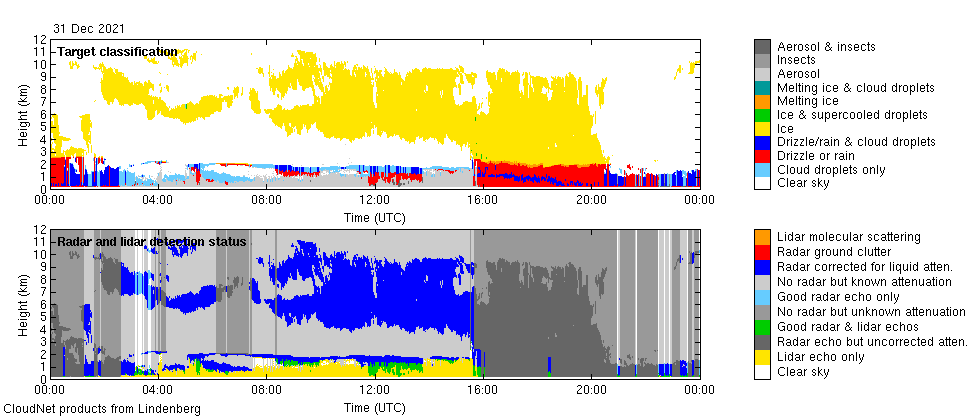 31 Dec 2021
Target classification
12
11
10
9
8
7
6
5
4
3
2
1
0
Height (km)
00:00 04:00 08:00 12:00 16:00 20:00 00:00
Time (UTC)
Aerosol & insects
Insects
Aerosol
Melting ice & cloud droplets
Melting ice
Ice & supercooled droplets
Ice
Drizzle/rain & cloud droplets
Drizzle or rain
Cloud droplets only
Clear sky
Radar and lidar detection status
12
11
10
9
8
7
6
5
4
3
2
1
0
Height (km)
00:00 04:00 08:00 12:00 16:00 20:00 00:00
Time (UTC)
Lidar molecular scattering
Radar ground clutter
Radar corrected for liquid atten.
No radar but known attenuation
Good radar echo only
No radar but unknown attenuation
Good radar & lidar echos
Radar echo but uncorrected atten.
Lidar echo only
Clear sky
CloudNet products from Lindenberg